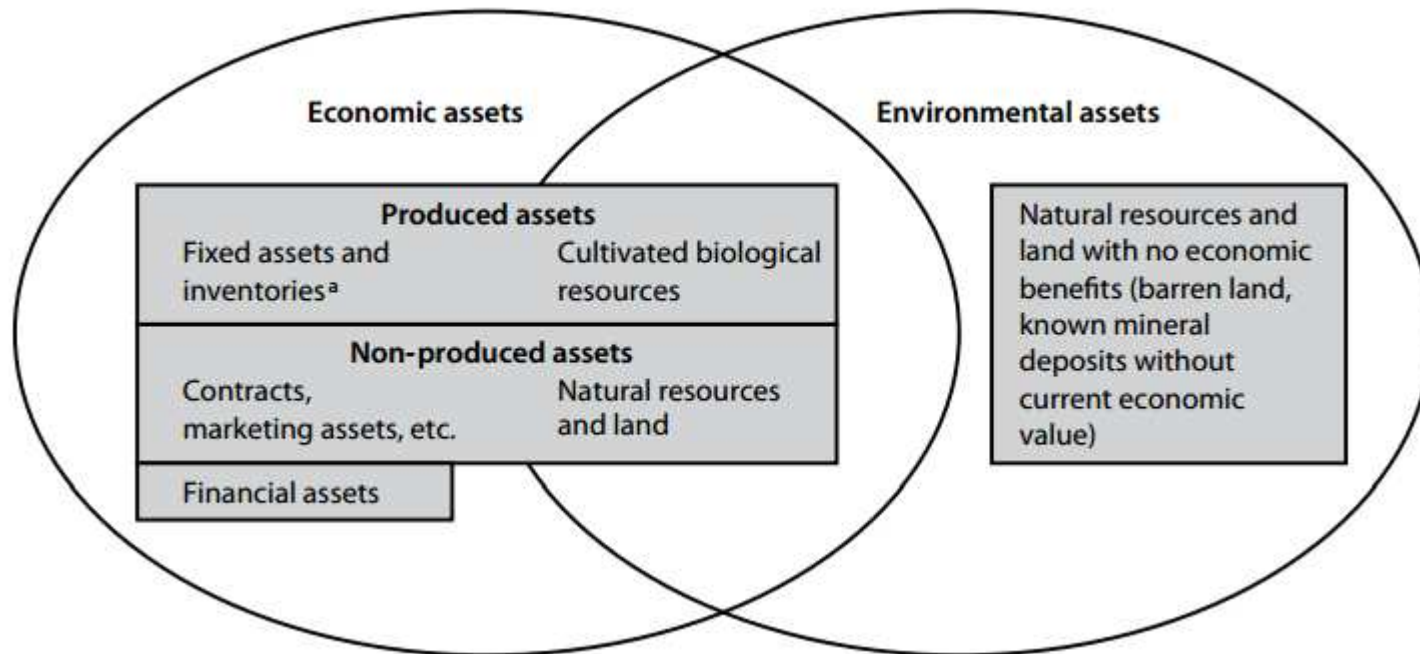 Economic assets
Environmental assets
Produced assets
Fixed assets and
inventoriesª
Cultivated biological
resources
Non-produced assets
Contracts,
marketing assets, etc.
Natural resources
and land
Financial assets
Natural resources and
land with no economic
benefits (barren land,
known mineral
deposits without
current economic
value)